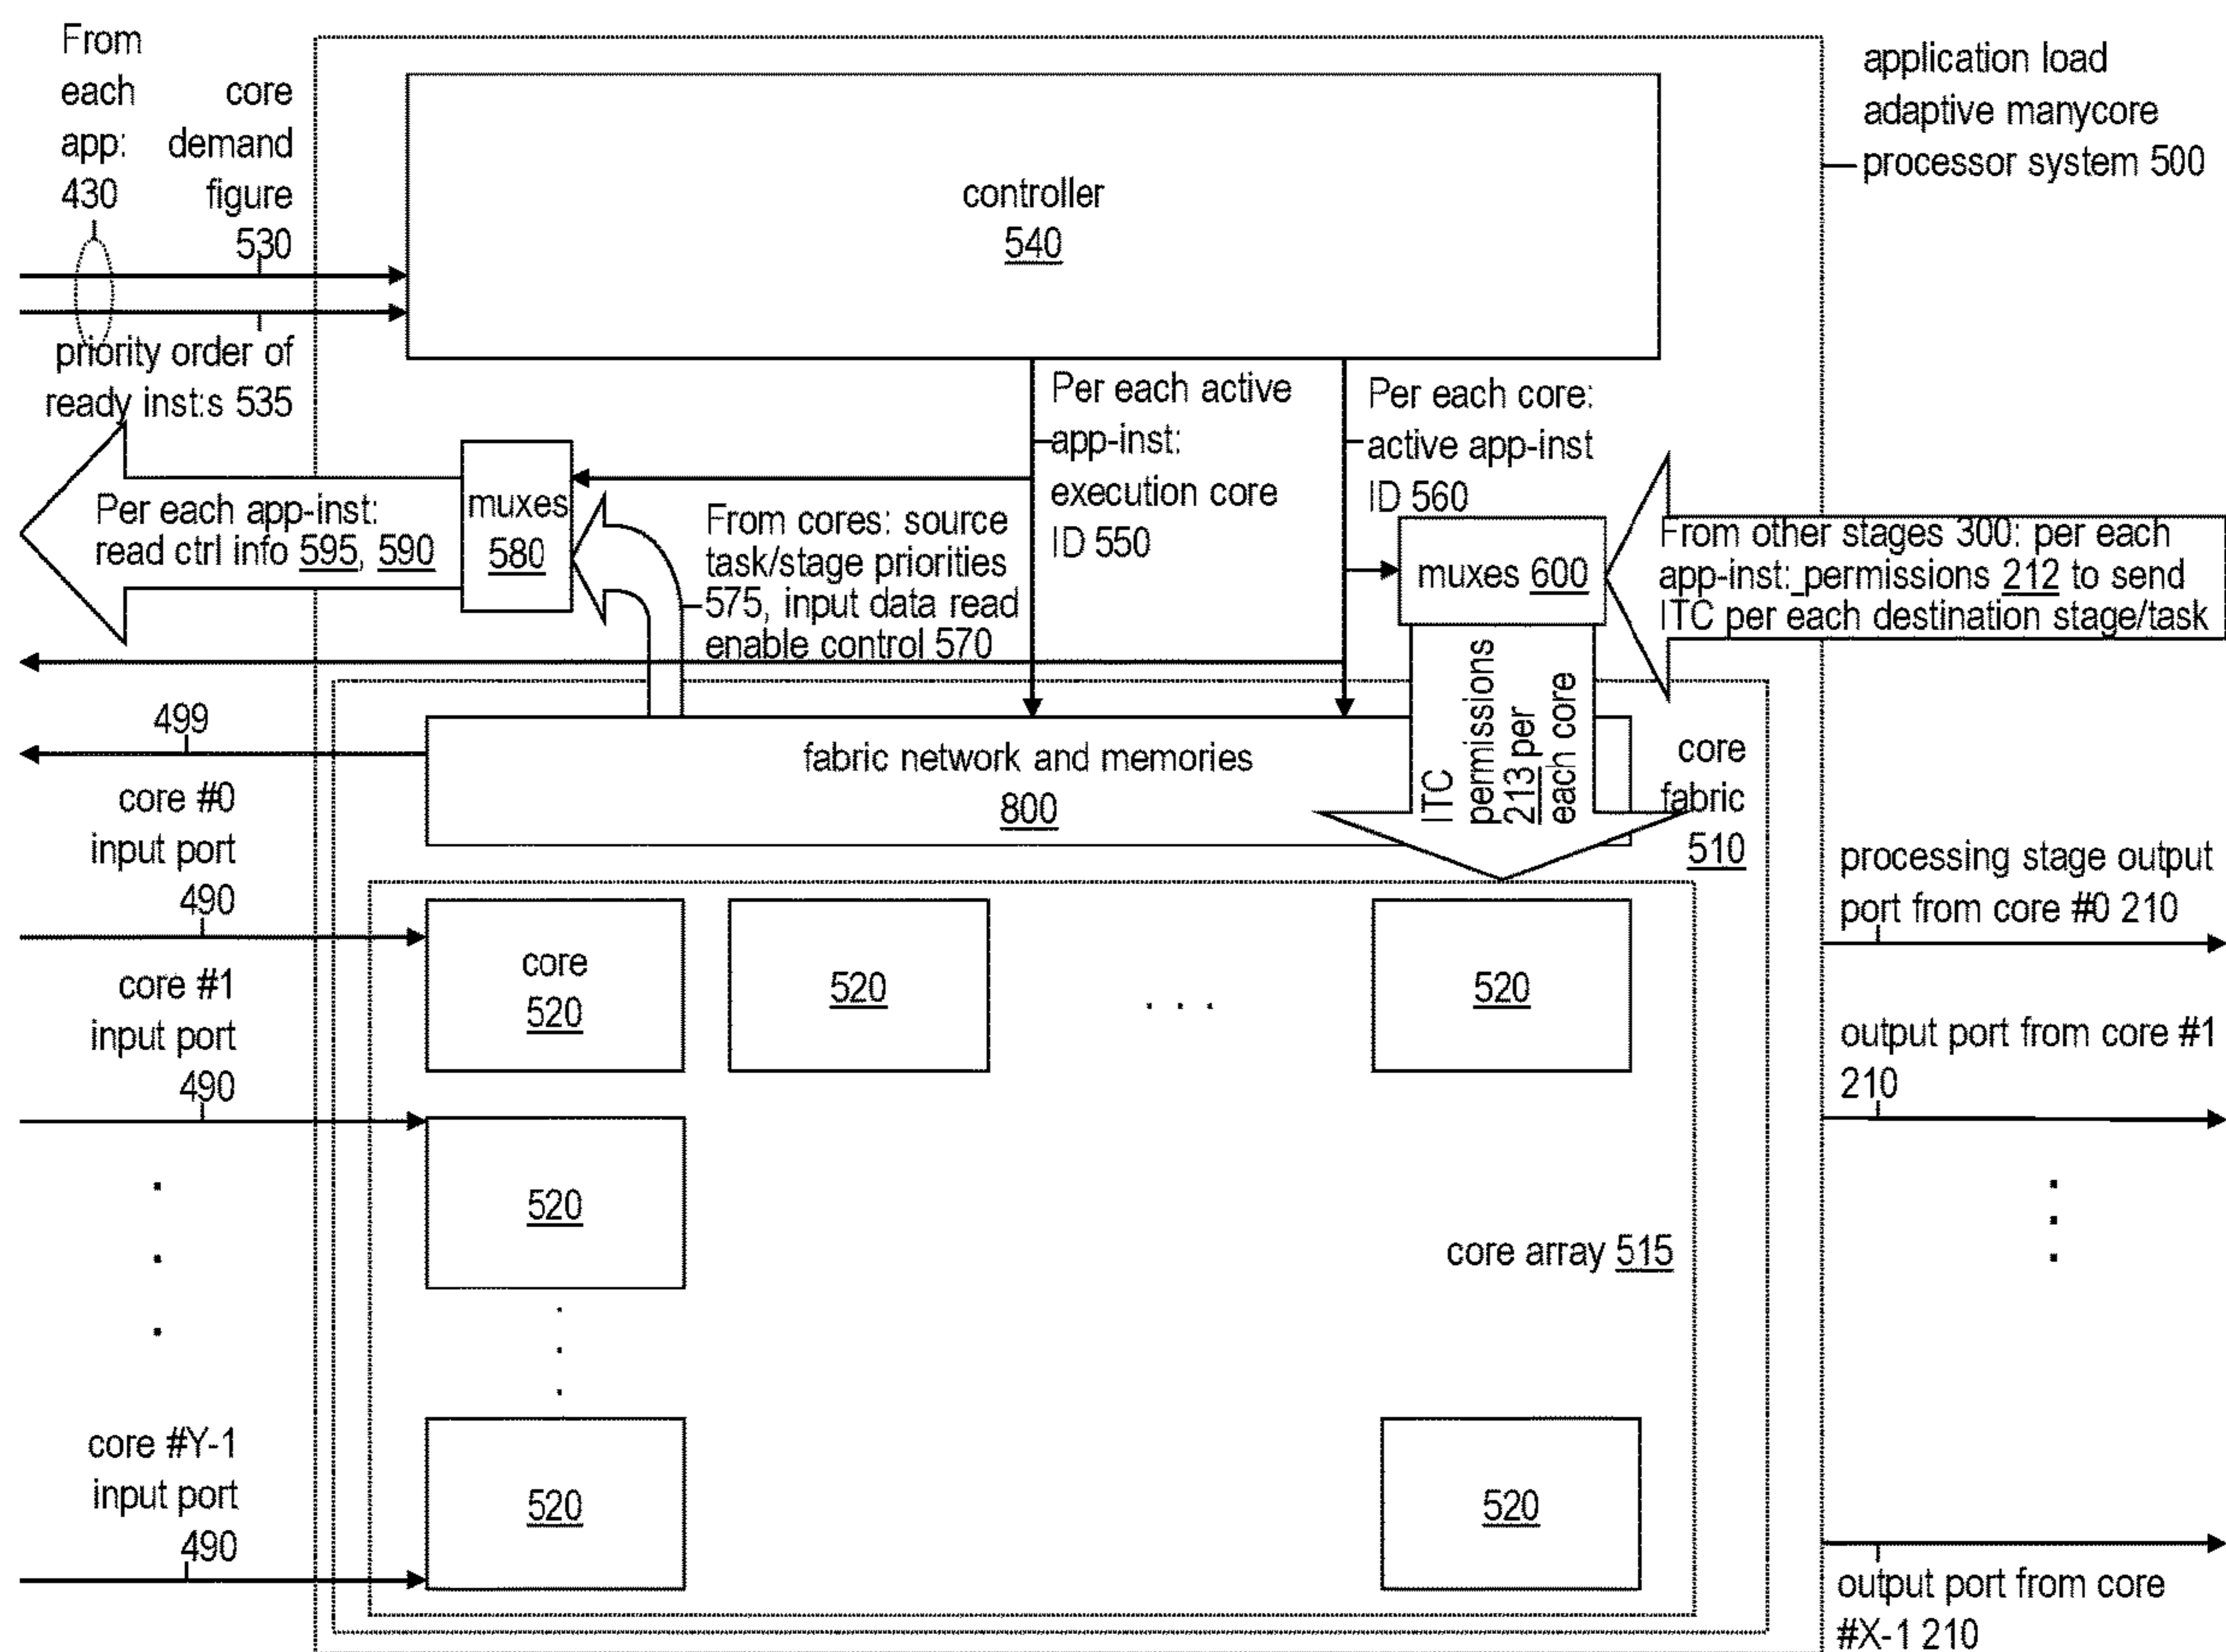 From
each core
app: demand
430 figure
530
priority order of
ready inst:s 535
controller
540
application load
adaptive manycore
processor system 500
Per each active
app-inst:
execution core
ID 550
Per each core:
active app-inst
ID 560
Per each app-inst:
read ctrl info 595, 590
muxes
580
From cores: source
task/stage priorities
575, input data read
enable control 570
muxes 600
From other stages 300: per each
app-inst: permissions 212 to send
ITC per each destination stage/task
499
fabric network and memories
800
ITC
permissions
213 per
each core
core
fabric
510
core #0
input port
490
core #1
input port
490
. . .
core #Y-1
input port
490
core
520
520
. . .
520
520
. . .
520
520
core array 515
processing stage output
port from core #0 210
output port from core #1
210
. . .
output port from core
#X-1 210